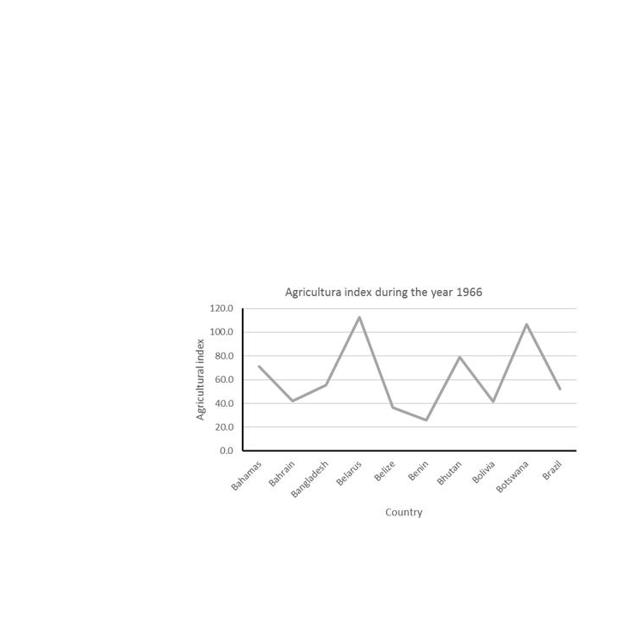 Agricultura index during the year 1966
Agricultural index
120.0
100.0
80.0
60.0
40.0
20.0
0.0
Bahamas
Bahrain
Bangladesh
Belarus
Belize
Benin
Bhutan
Bolivia
Botswana
Brazil
Country